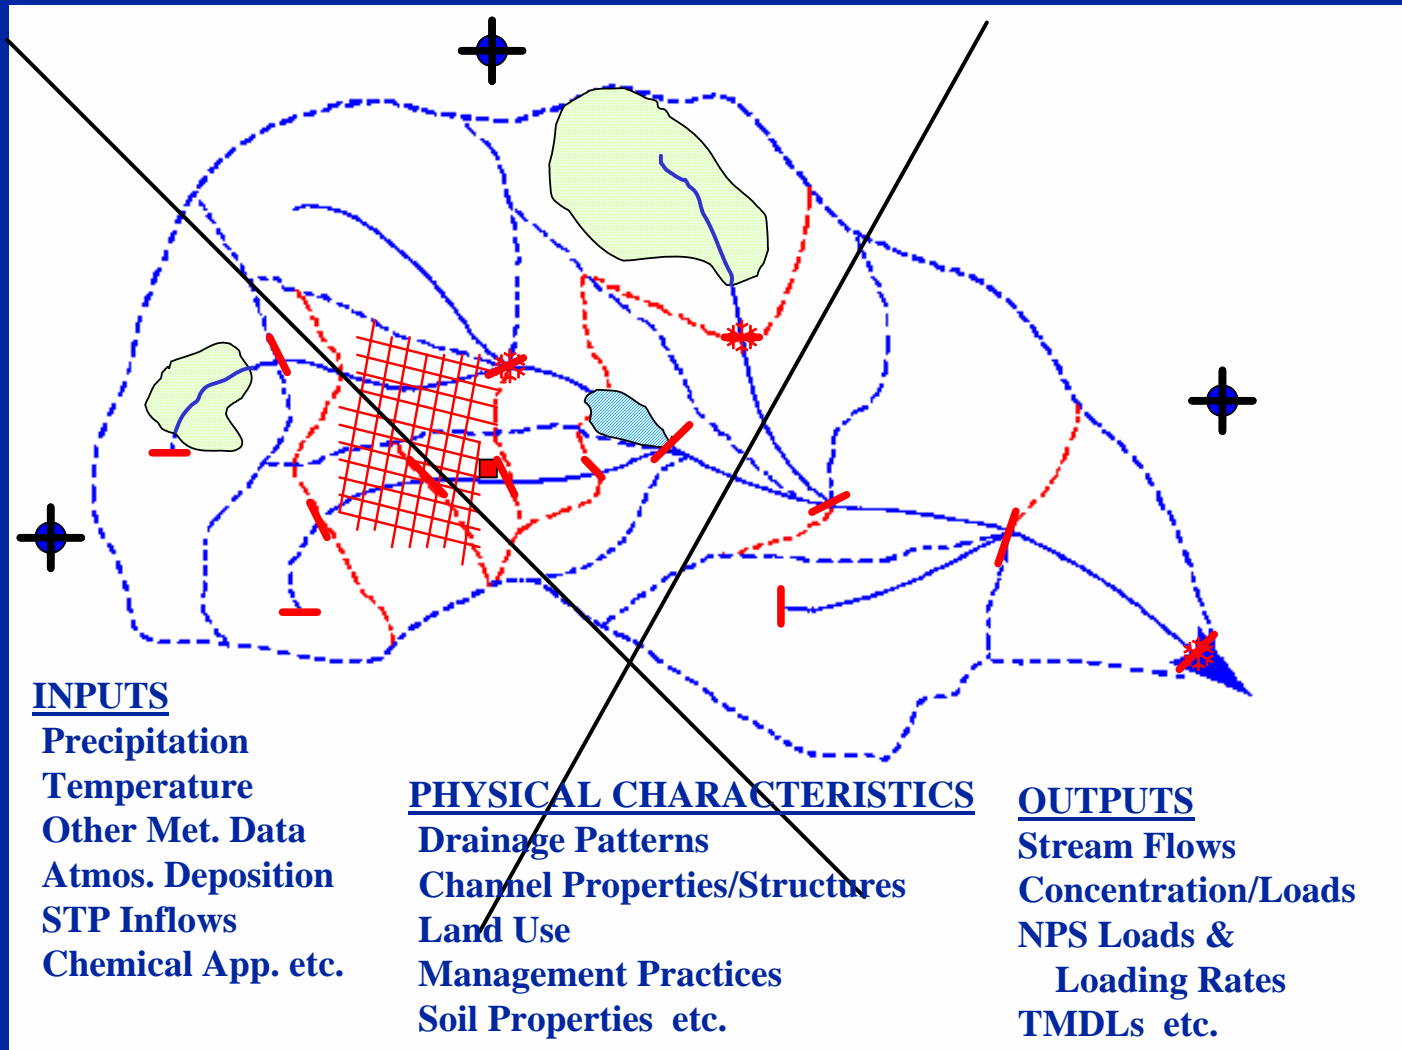 INPUTS
Precipitation
Temperature
Other Met. Data
Atmos. Deposition
STP Inflows
Chemical App. etc.
PHYSICAL CHARACTERISTICS
Drainage Patterns
Channel Properties/Structures
Land Use
Management Practices
Soil Properties etc.
OUTPUTS
Stream Flows
Concentration/Loads
NPS Loads &
Loading Rates
TMDLs etc.